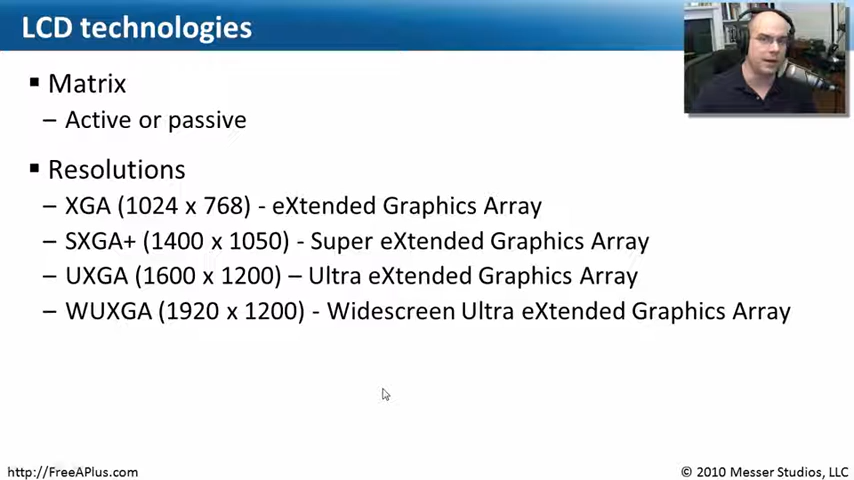 LCD technologies
▪ Matrix
– Active or passive
▪ Resolutions
– XGA (1024 x 768) - eXtended Graphics Array
– SXGA+ (1400 x 1050) - Super eXtended Graphics Array
– UXGA (1600 x 1200) – Ultra eXtended Graphics Array
– WUXGA (1920 x 1200) - Widescreen Ultra eXtended Graphics Array
http://FreeAPlus.com
© 2010 Messer Studios, LLC